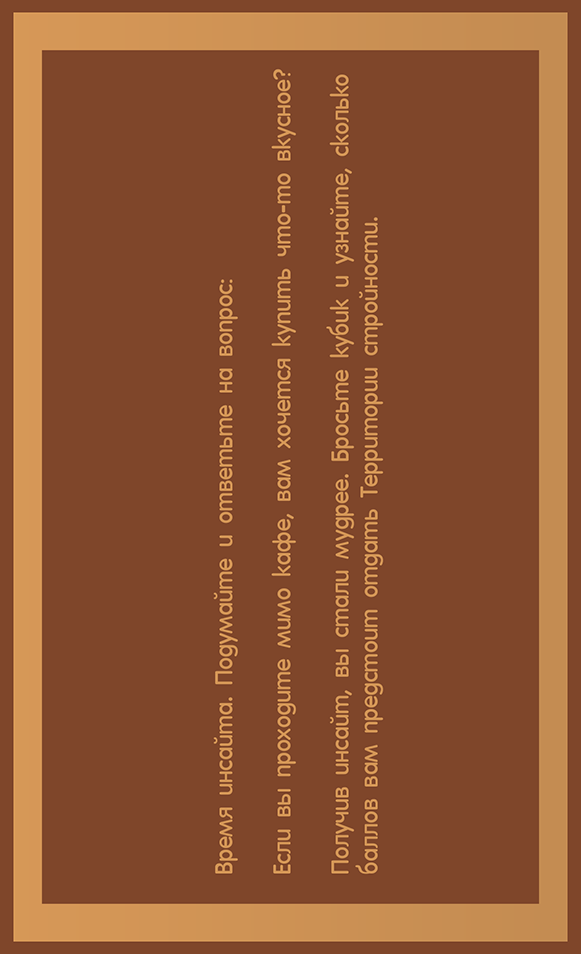 Время инсайта. Подумайте и ответьте на вопрос:
Если вы проходите мимо кафе, вам хочется купить что-то вкусное?
Получив инсайт, вы стали мудрее. Бросьте кубик и узнайте, сколько
баллов вам предстоит отдать Территории стройности.